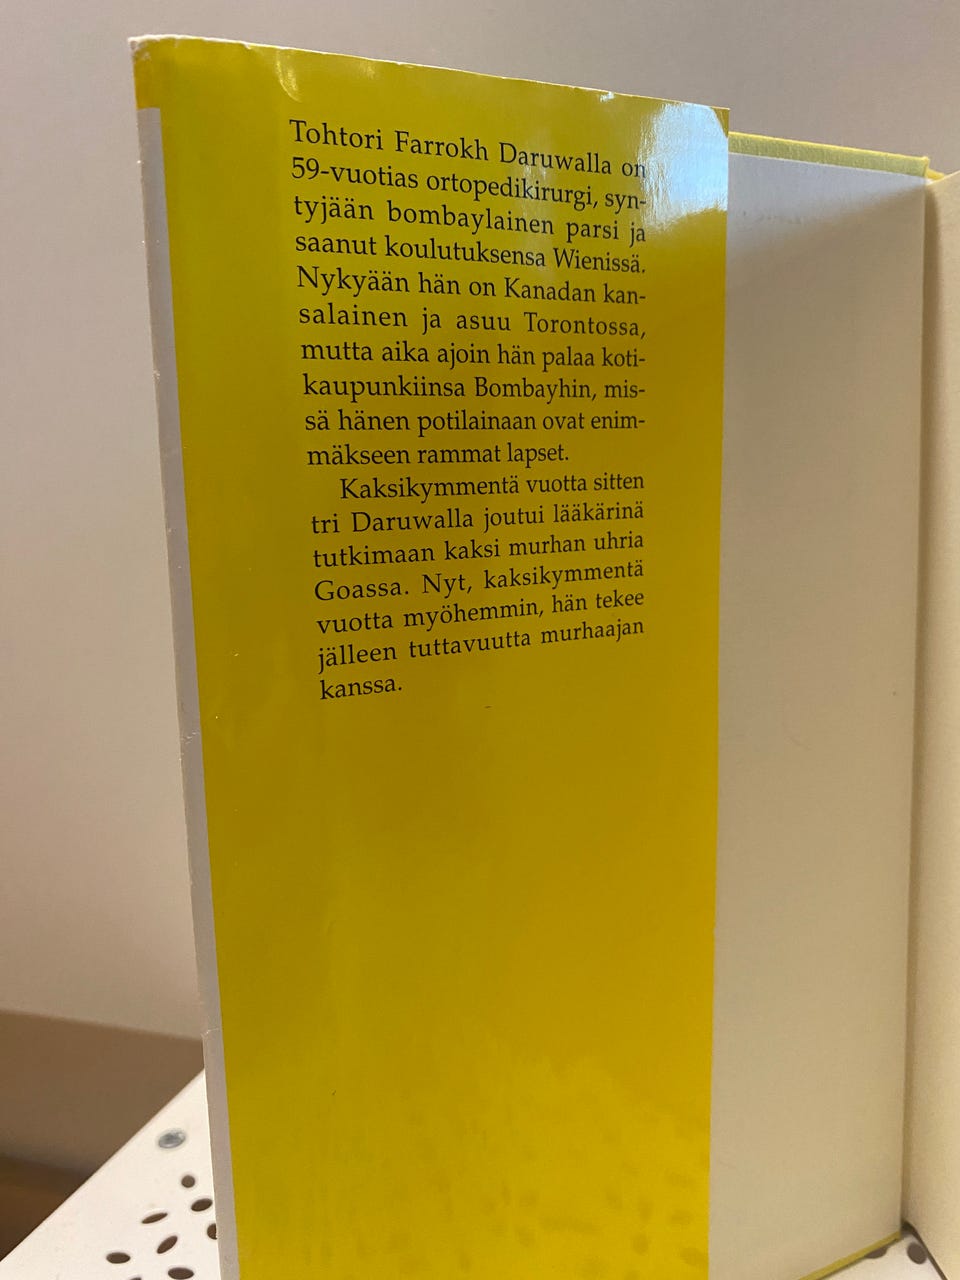 Tohtori Farrokh Daruwalla on
59-vuotias ortopedikirurgi, syn-
tyjään bombaylainen parsi ja
saanut koulutuksensa Wienissä.
Nykyään hän on Kanadan kan-
salainen ja asuu Torontossa,
mutta aika ajoin hän palaa koti-
kaupunkiinsa Bombayhin, mis-
sä hänen potilainaan ovat enim-
mäkseen rammat lapset.
Kaksikymmentä vuotta sitten
tri Daruwalla joutui lääkärinä
tutkimaan kaksi murhan uhria
Goassa. Nyt, kaksikymmentä
vuotta myöhemmin, hän tekee
jälleen tuttavuutta murhaajan
kanssa.